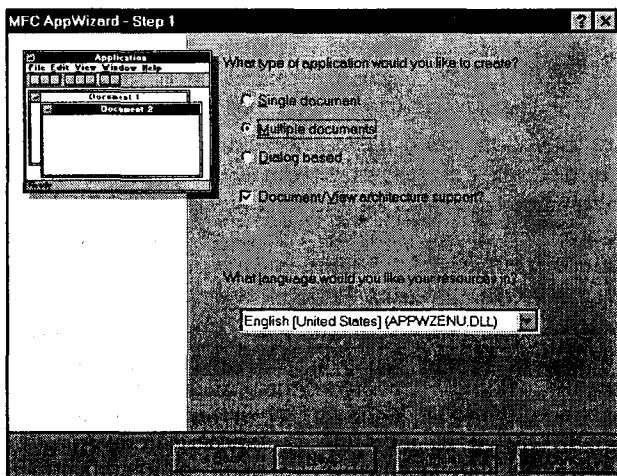 MFC AppWizard - Step 1
Application
File Edit View Window Help
Document 1
Document 2
Ready
What type of application would you like to create?
Single document
Multiple documents
Dialog based
Document/View architecture support?
What language would you like your resources in?
English [United States] (APPWZENU.DLL)